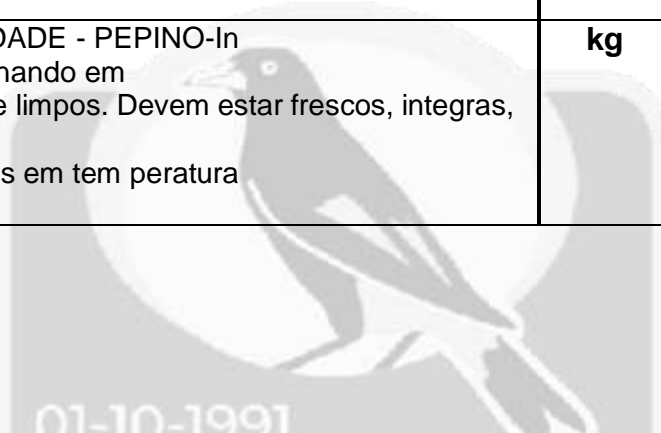 DADE - PEPINO-In
kg
nando em
e limpos. Devem estar frescos, integras,
s em tem peratura
01-10-1991